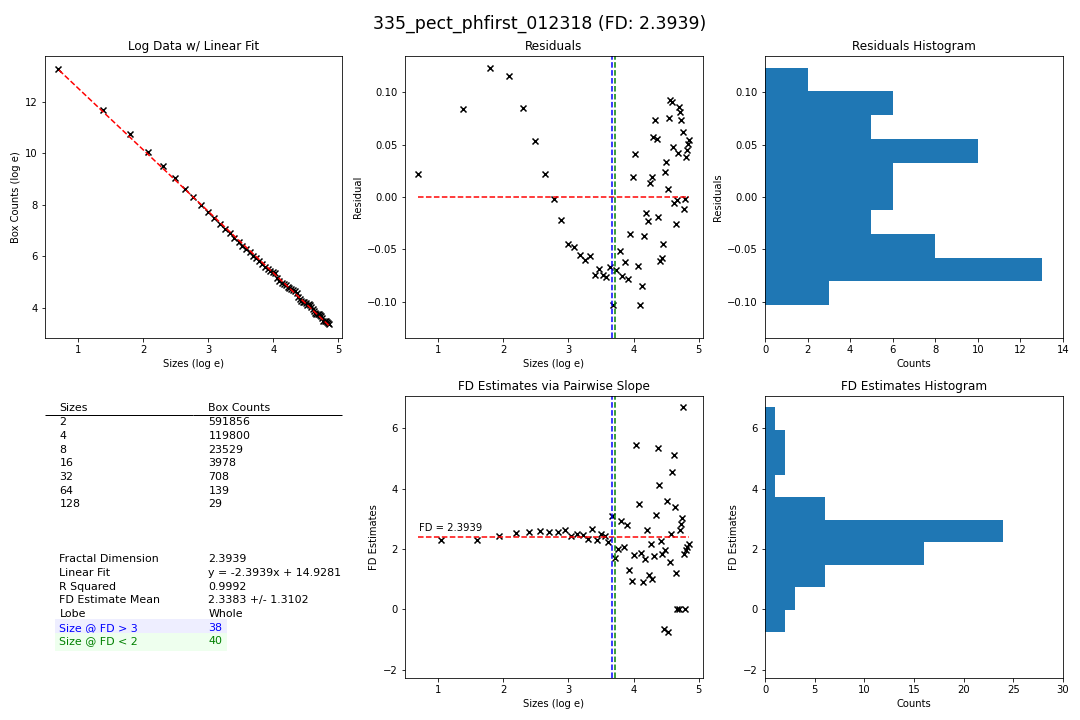 335_pect_phfirst_012318 (FD: 2.3939)
Log Data w/ Linear Fit
Box Counts (log e)
12
10
8
6
4
1 2 3 4 5
Sizes (log e)
Residuals
Residual
0.10
0.05
0.00
−0.05
−0.10
1 2 3 4 5
Sizes (log e)
Residuals Histogram
Residuals
0.10
0.05
0.00
−0.05
−0.10
0 2 4 6 8 10 12 14
Counts
Sizes Box Counts
2 591856
4 119800
8 23529
16 3978
32 708
64 139
128 29
Fractal Dimension 2.3939
Linear Fit y = -2.3939x + 14.9281
R Squared 0.9992
FD Estimate Mean 2.3383 +/- 1.3102
Lobe Whole
Size @ FD > 3 38
Size @ FD < 2 40
FD Estimates via Pairwise Slope
FD Estimates
6
4
2
0
−2
FD = 2.3939
1 2 3 4 5
Sizes (log e)
FD Estimates Histogram
FD Estimates
6
4
2
0
−2
0 5 10 15 20 25 30
Counts